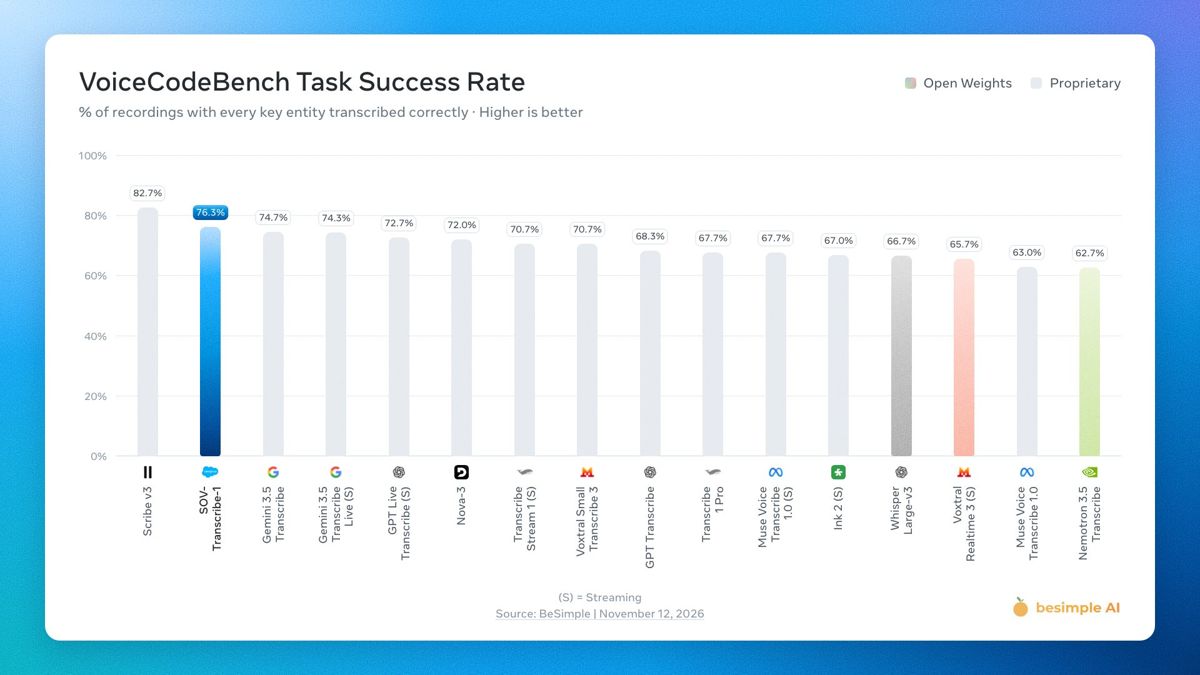 VoiceCodeBench Task Success Rate
% of recordings with every key entity transcribed correctly · Higher is better
Open Weights
Proprietary
100%
80%
60%
40%
20%
0%
82.7%
76.3%
74.7%
74.3%
72.7%
72.0%
70.7%
70.7%
68.3%
67.7%
67.7%
67.0%
66.7%
65.7%
63.0%
62.7%
Scribe v3
SOV-
Transcribe-1
Gemini 3.5
Transcribe
Gemini 3.5
Transcribe
Live (S)
GPT Live
Transcribe (S)
Nova-3
Transcribe
Stream 1 (S)
Voxtral Small
Transcribe 3
GPT Transcribe
Transcribe
1 Pro
Muse Voice
Transcribe
1.0 (S)
Ink 2 (S)
Whisper
Large-v3
Voxtral
Realtime 3 (S)
Muse Voice
Transcribe 1.0
Nemotron 3.5
Transcribe
(S) = Streaming
Source: BeSimple | November 12, 2026
besimple AI